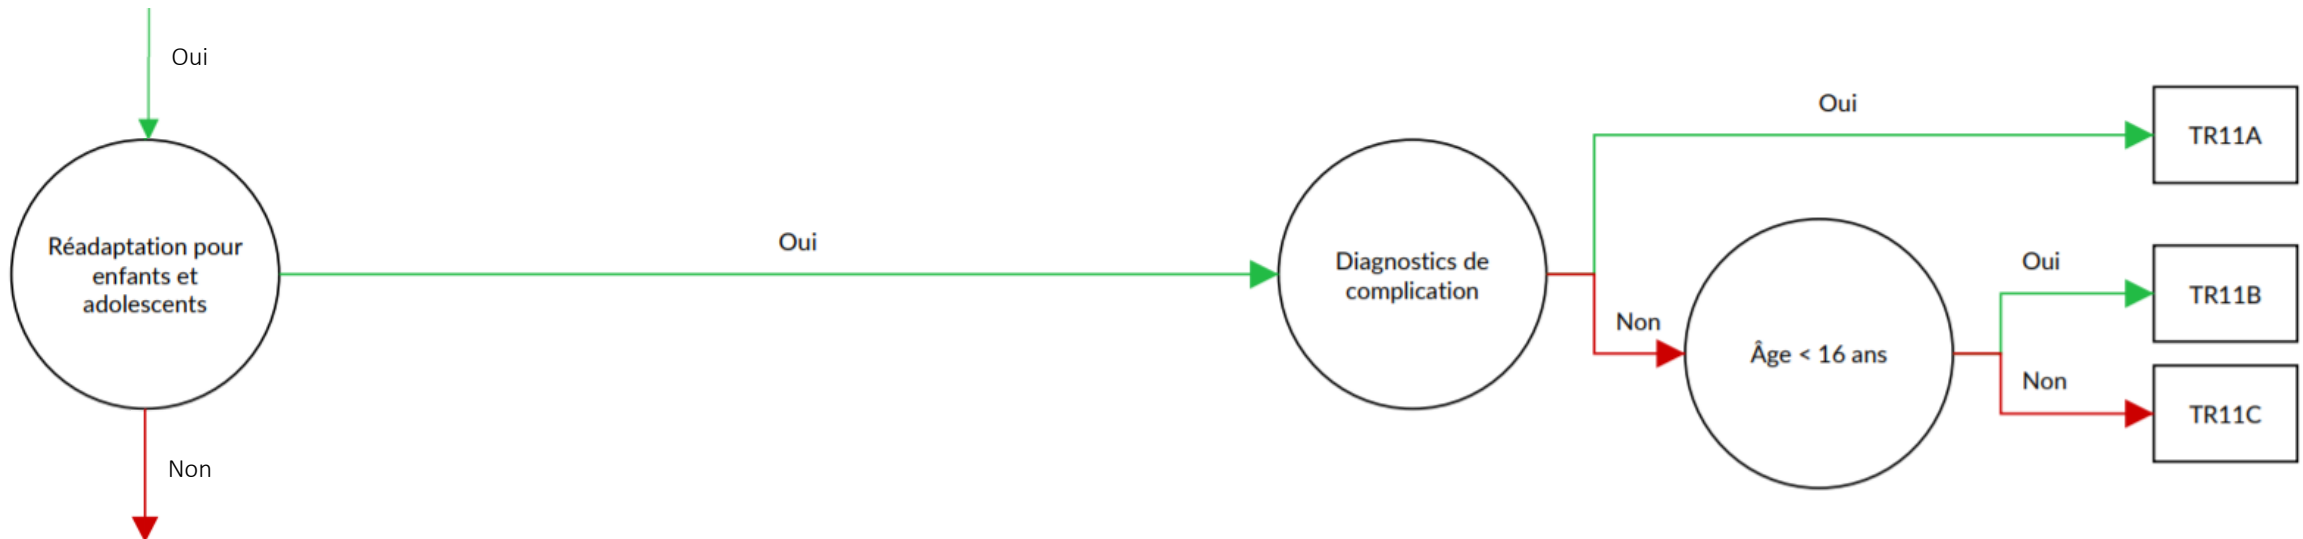 Oui
Réadaptation pour
enfants et
adolescents
Non
Oui
Diagnostics de
complication
Oui
TR11A
Non
Âge < 16 ans
Oui
TR11B
Non
TR11C